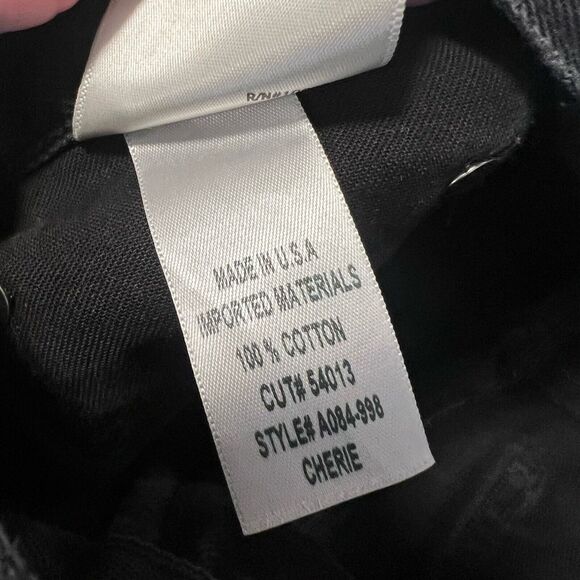 MADE IN U.S.A
IMPORTED MATERIALS
100 % COTTON
CUT# 54013
STYLE# A084-998
CHERIE